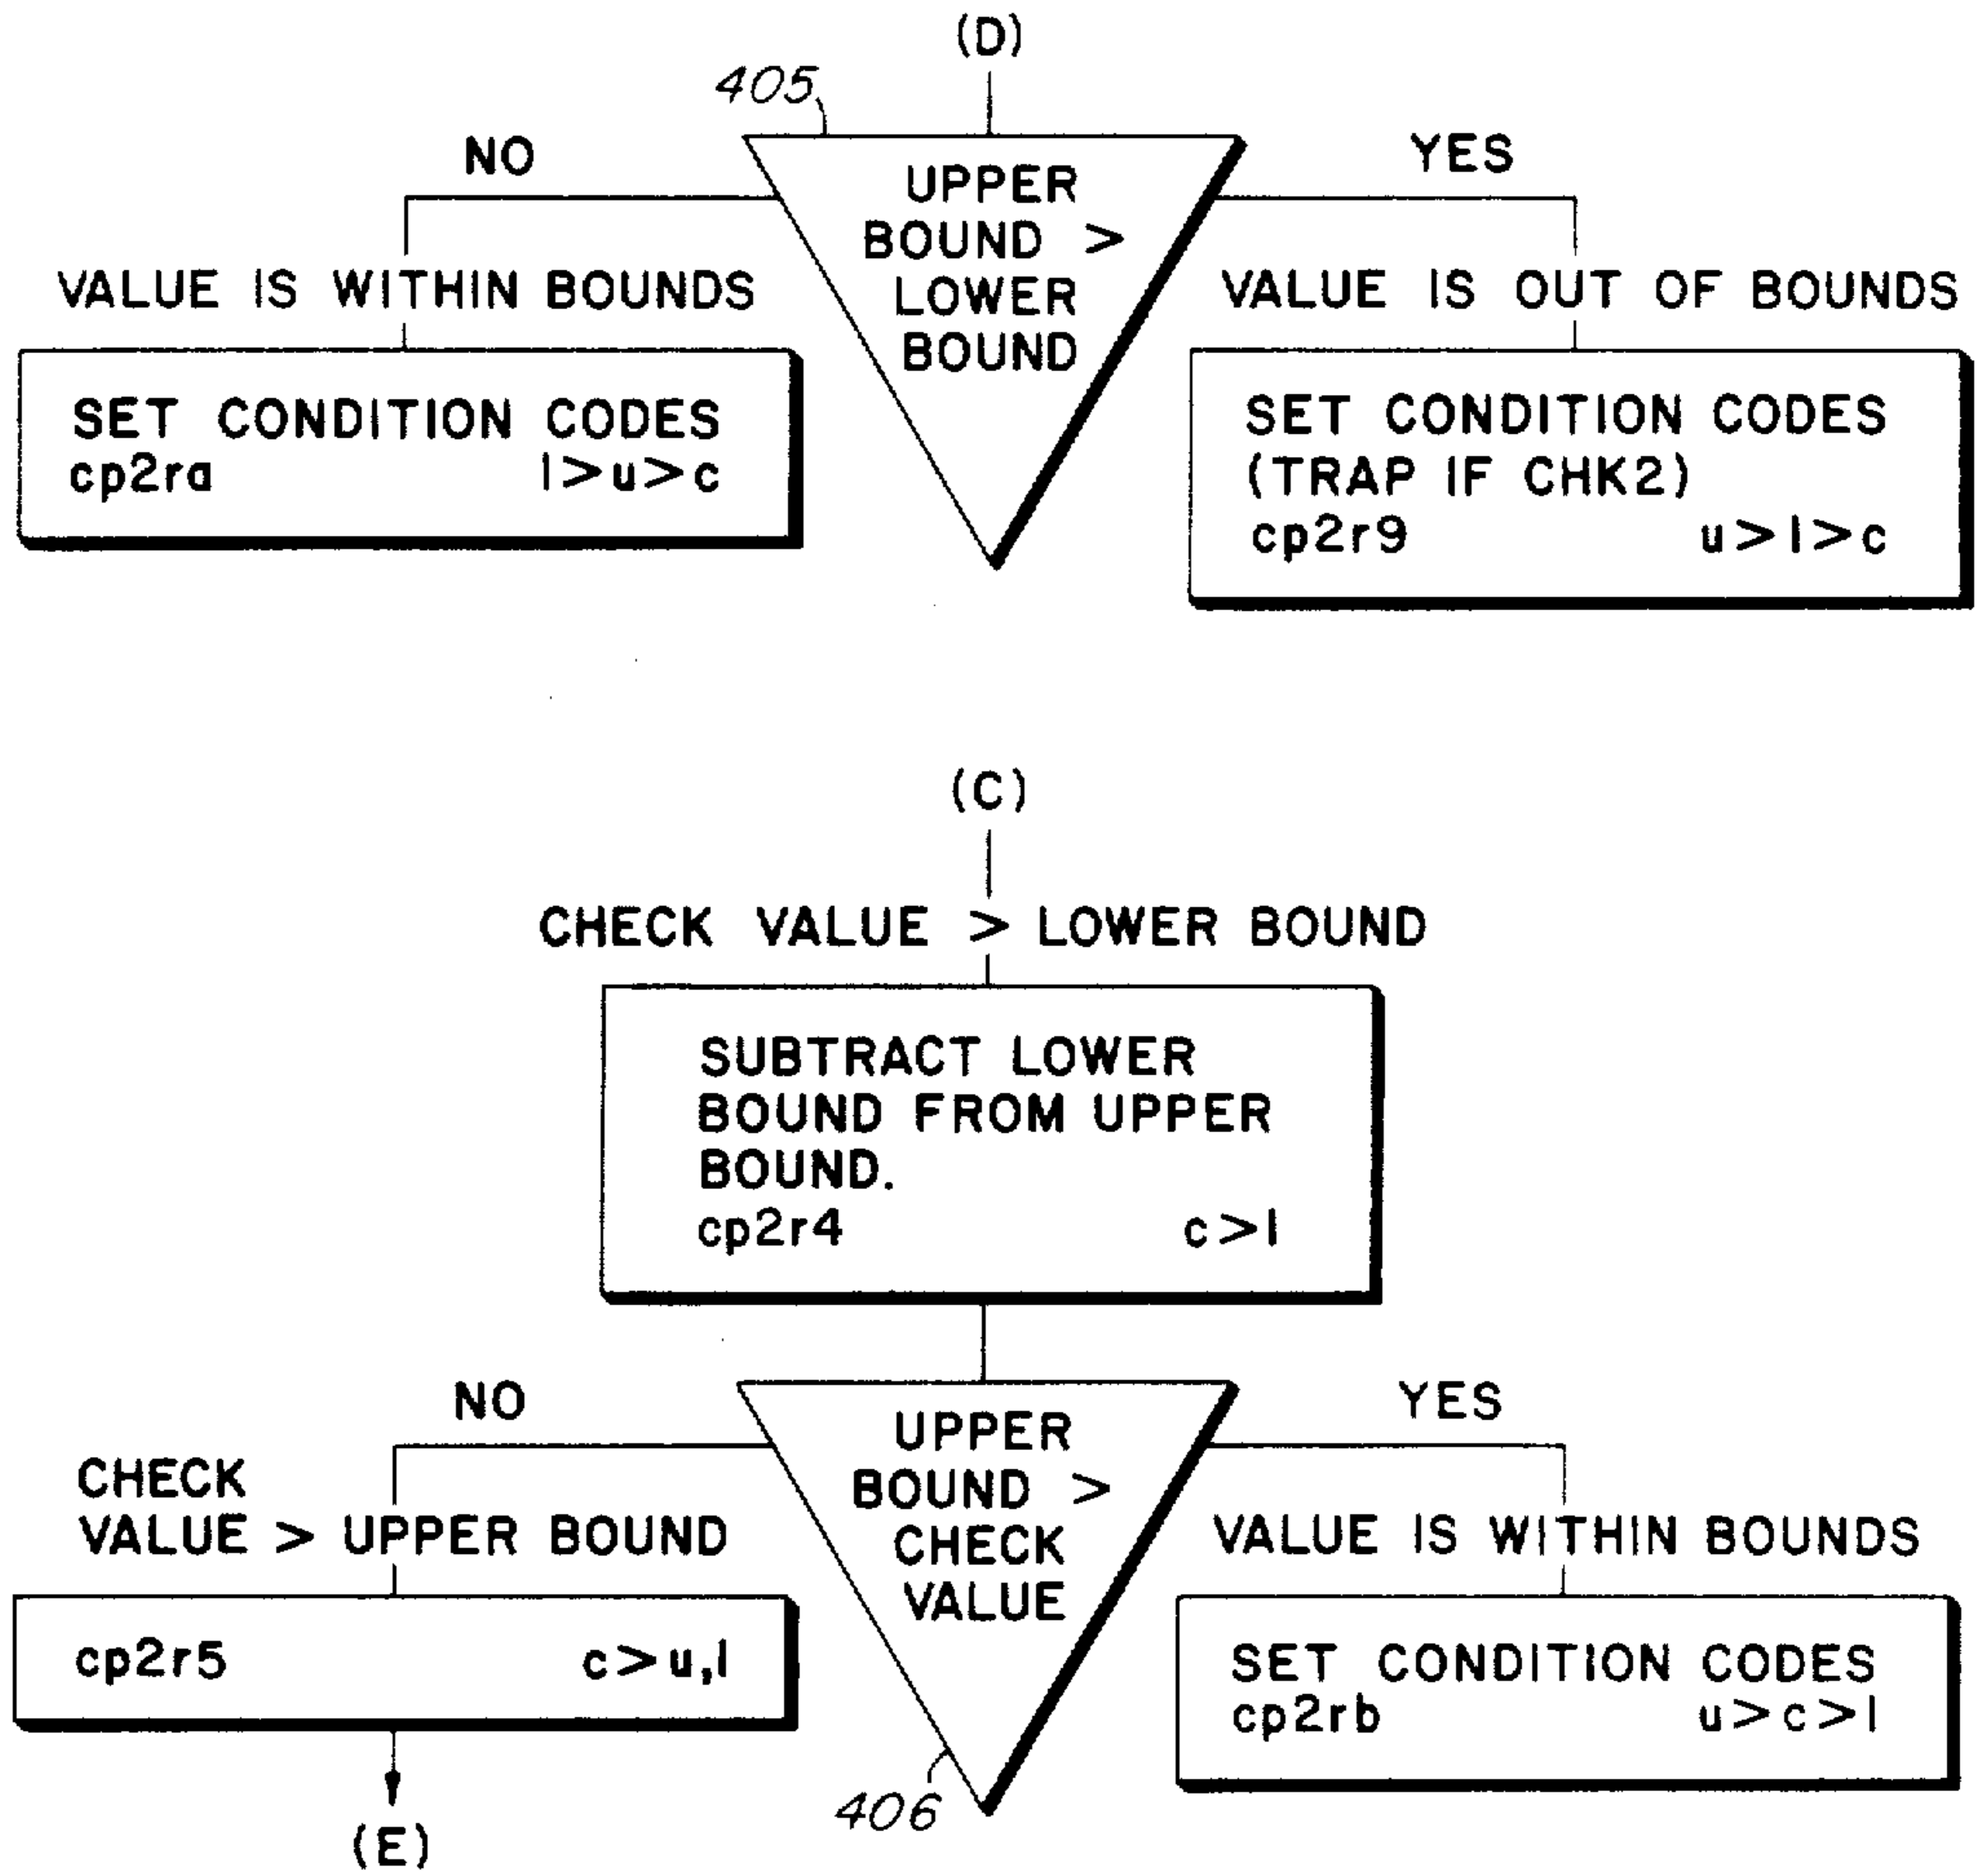 (D)
405
NO
YES
UPPER
BOUND >
LOWER
BOUND
VALUE IS WITHIN BOUNDS
VALUE IS OUT OF BOUNDS
SET CONDITION CODES
cp2ra l>u>c
SET CONDITION CODES
(TRAP IF CHK2)
cp2r9 u>l>c
(C)
CHECK VALUE > LOWER BOUND
SUBTRACT LOWER
BOUND FROM UPPER
BOUND.
cp2r4 c>l
NO
YES
UPPER
BOUND >
CHECK
VALUE
CHECK
VALUE > UPPER BOUND
VALUE IS WITHIN BOUNDS
cp2r5 c>u,l
SET CONDITION CODES
cp2rb u>c>l
406
(E)